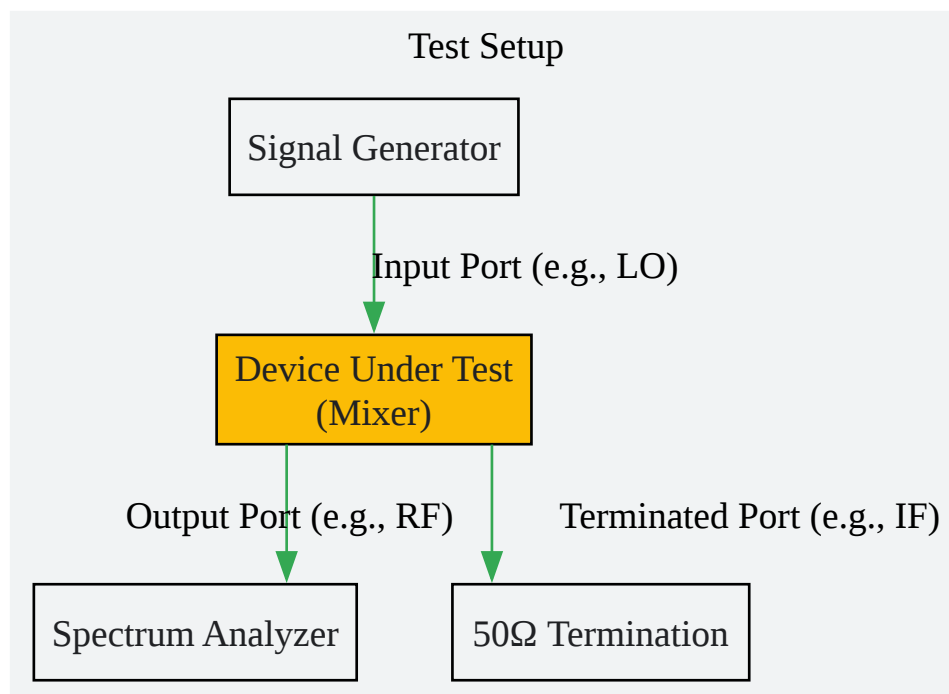 Test Setup
Signal Generator
Input Port (e.g., LO)
Device Under Test
(Mixer)
Output Port (e.g., RF)
Terminated Port (e.g., IF)
Spectrum Analyzer
50Ω Termination